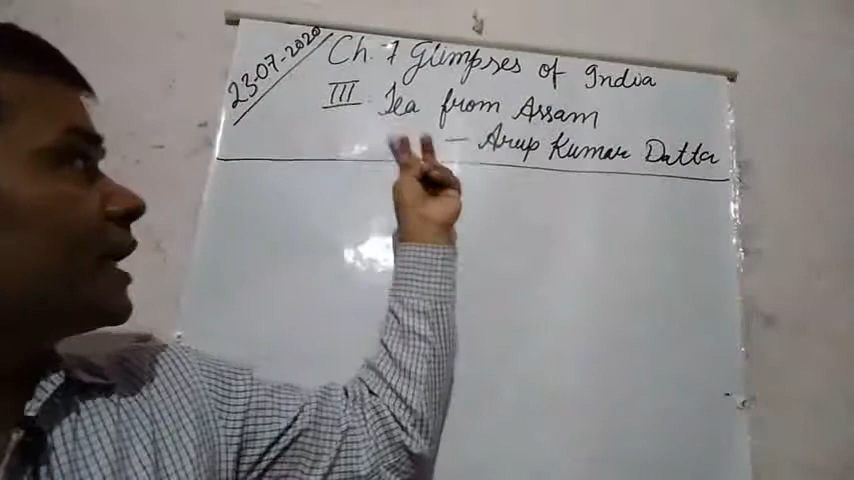 23-07-2020
Ch. 7 Glimpses of India
III. Tea from Assam
- Arup Kumar Datta